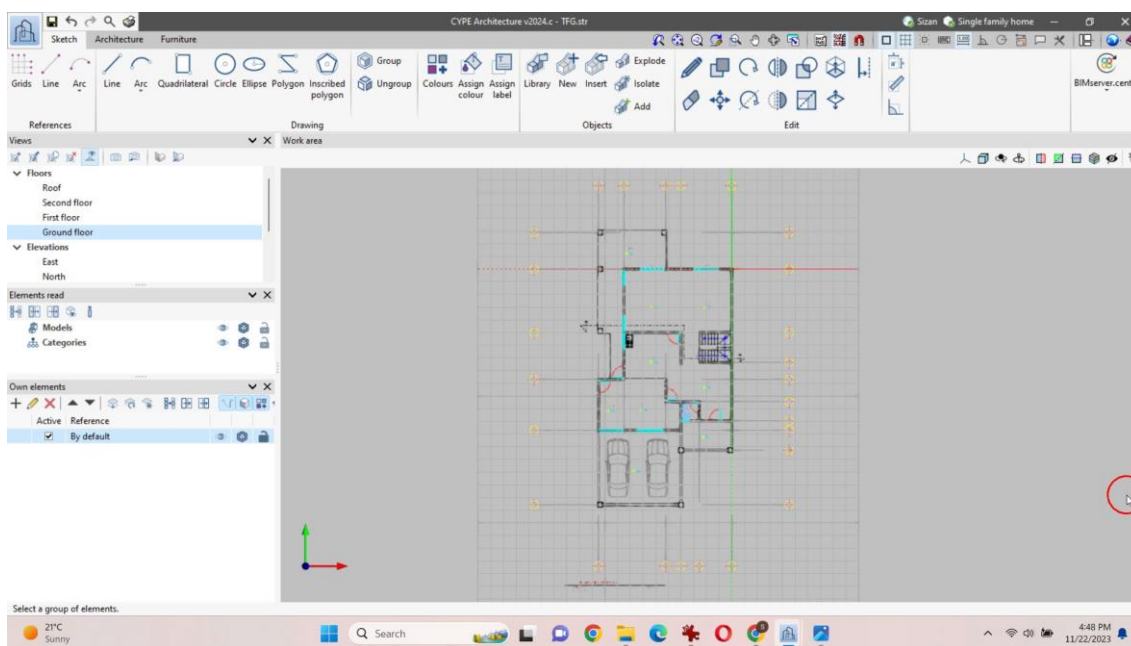 CYPE Architecture v2024.c - TFG.str
Sizan
Single family home
Sketch Architecture Furniture
Group
Ungroup
Explode
Isolate
Add
Grids Line Arc
Line Arc Quadrilateral Circle Ellipse Polygon Inscribed polygon
Colours Assign colour Assign label
Library New Insert
BIMserver.cent
References
Drawing
Objects
Edit
Views
Work area
Floors
Roof
Second floor
First floor
Ground floor
Elevations
East
North
Elements read
Models
Categories
Own elements
Active Reference
By default
Select a group of elements.
21°C
Sunny
Search
4:48 PM
11/22/2023